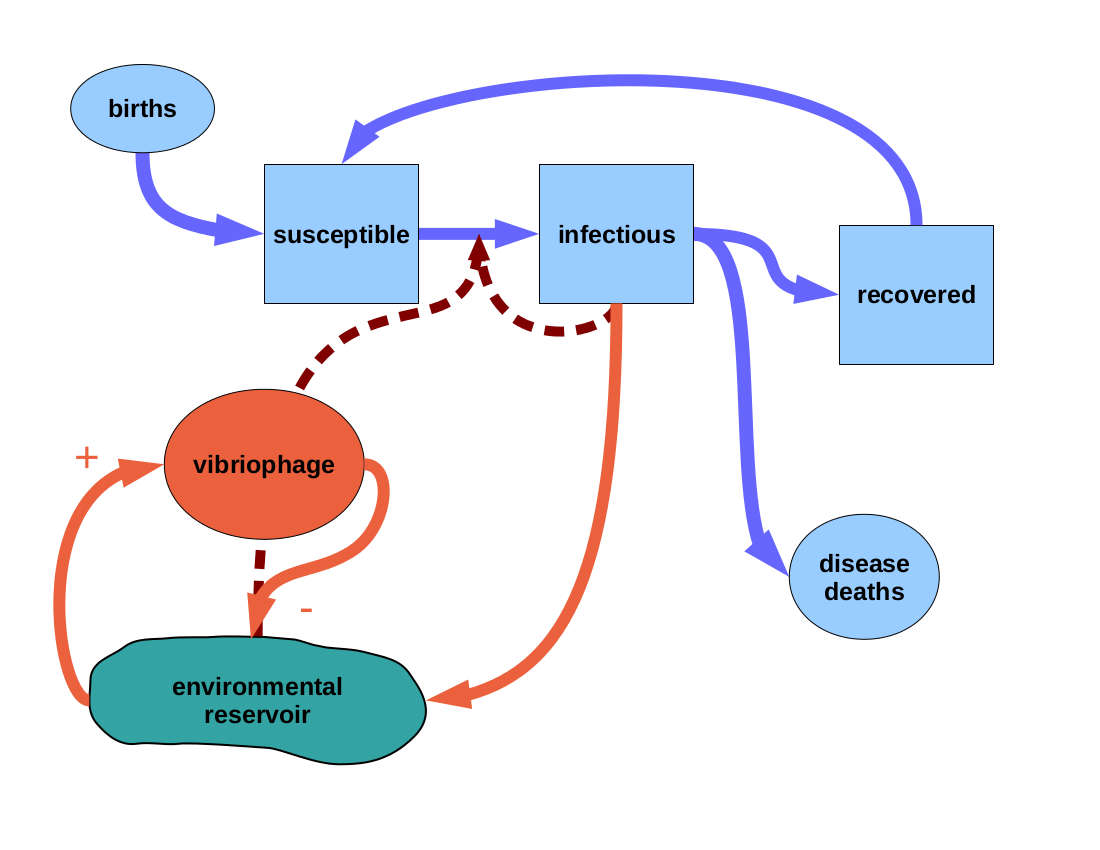 births
susceptible
infectious
recovered
+
vibriophage
disease
deaths
-
environmental
reservoir